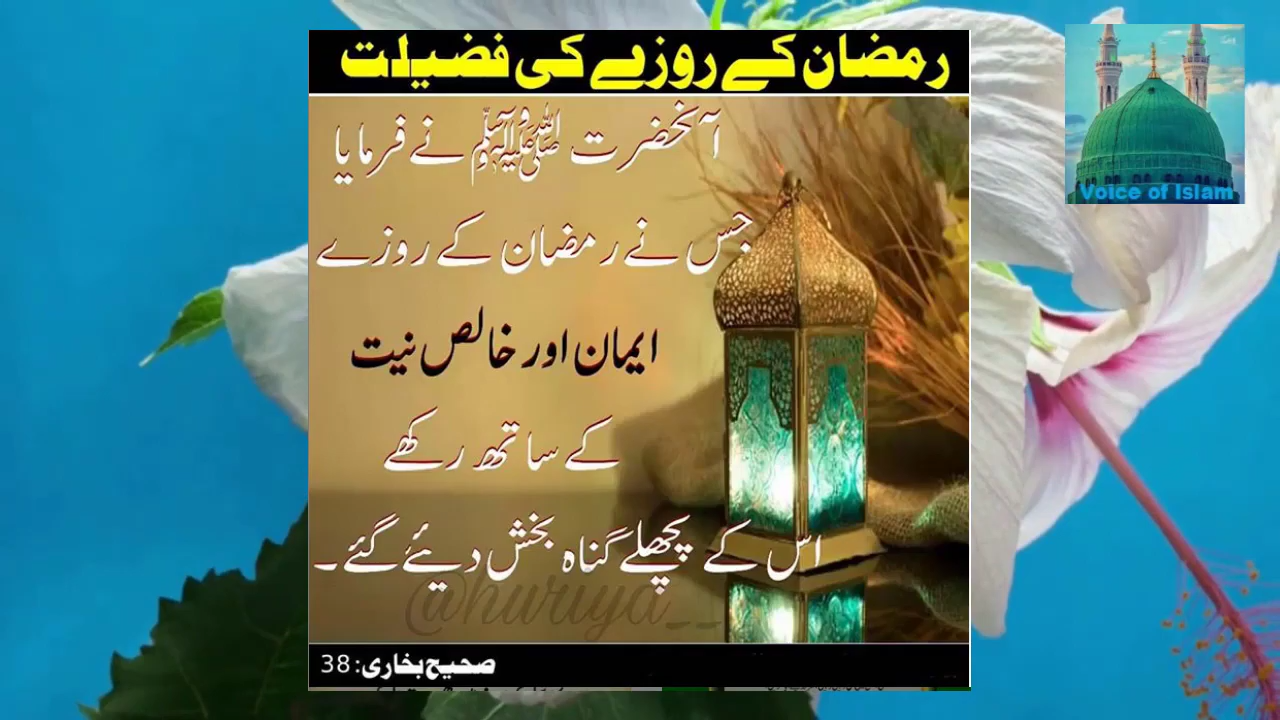 رمضان کے روزے کی فضیلت
Voice of Islam
آنحضرت ﷺ نے فرمایا
جس نے رمضان کے روزے
ایمان اور خالص نیت
کے ساتھ رکھے
اس کے پچھلے گناہ بخش دیئے گئے۔
@huriya__
صحیح بخاری: 38